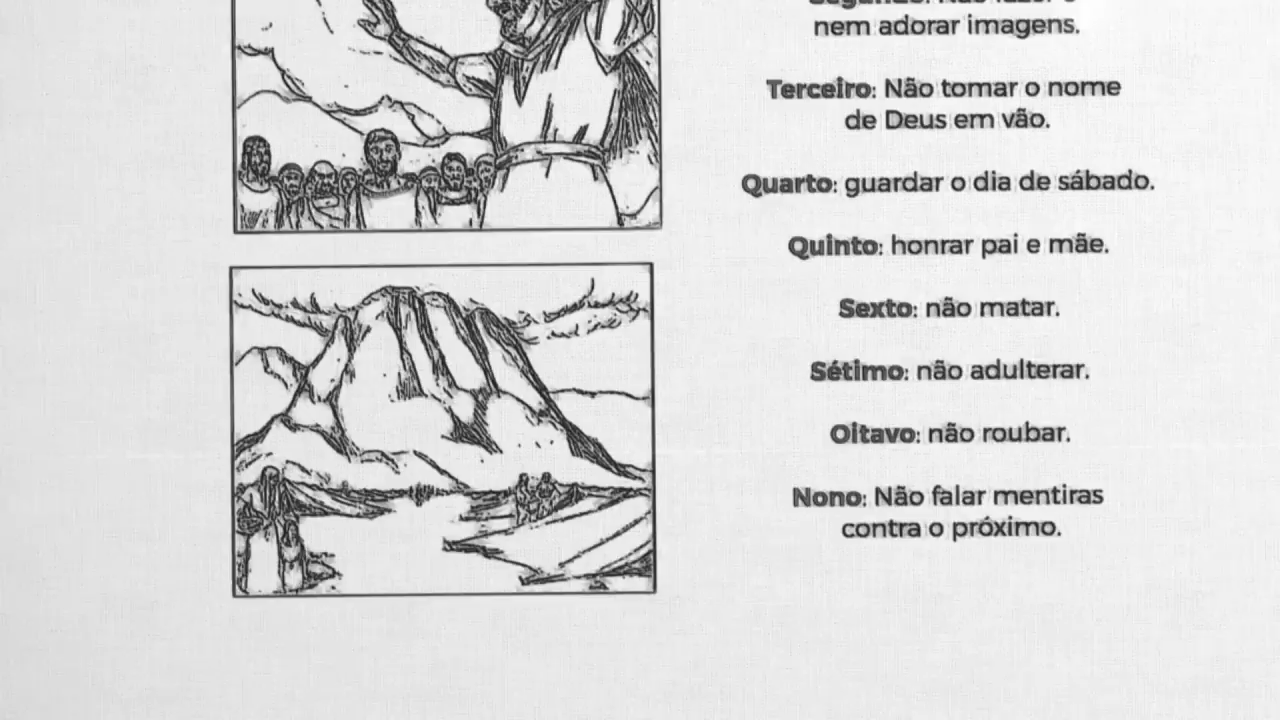 nem adorar imagens.
Terceiro: Não tomar o nome
de Deus em vão.
Quarto: guardar o dia de sábado.
Quinto: honrar pai e mãe.
Sexto: não matar.
Sétimo: não adulterar.
Oitavo: não roubar.
Nono: Não falar mentiras
contra o próximo.